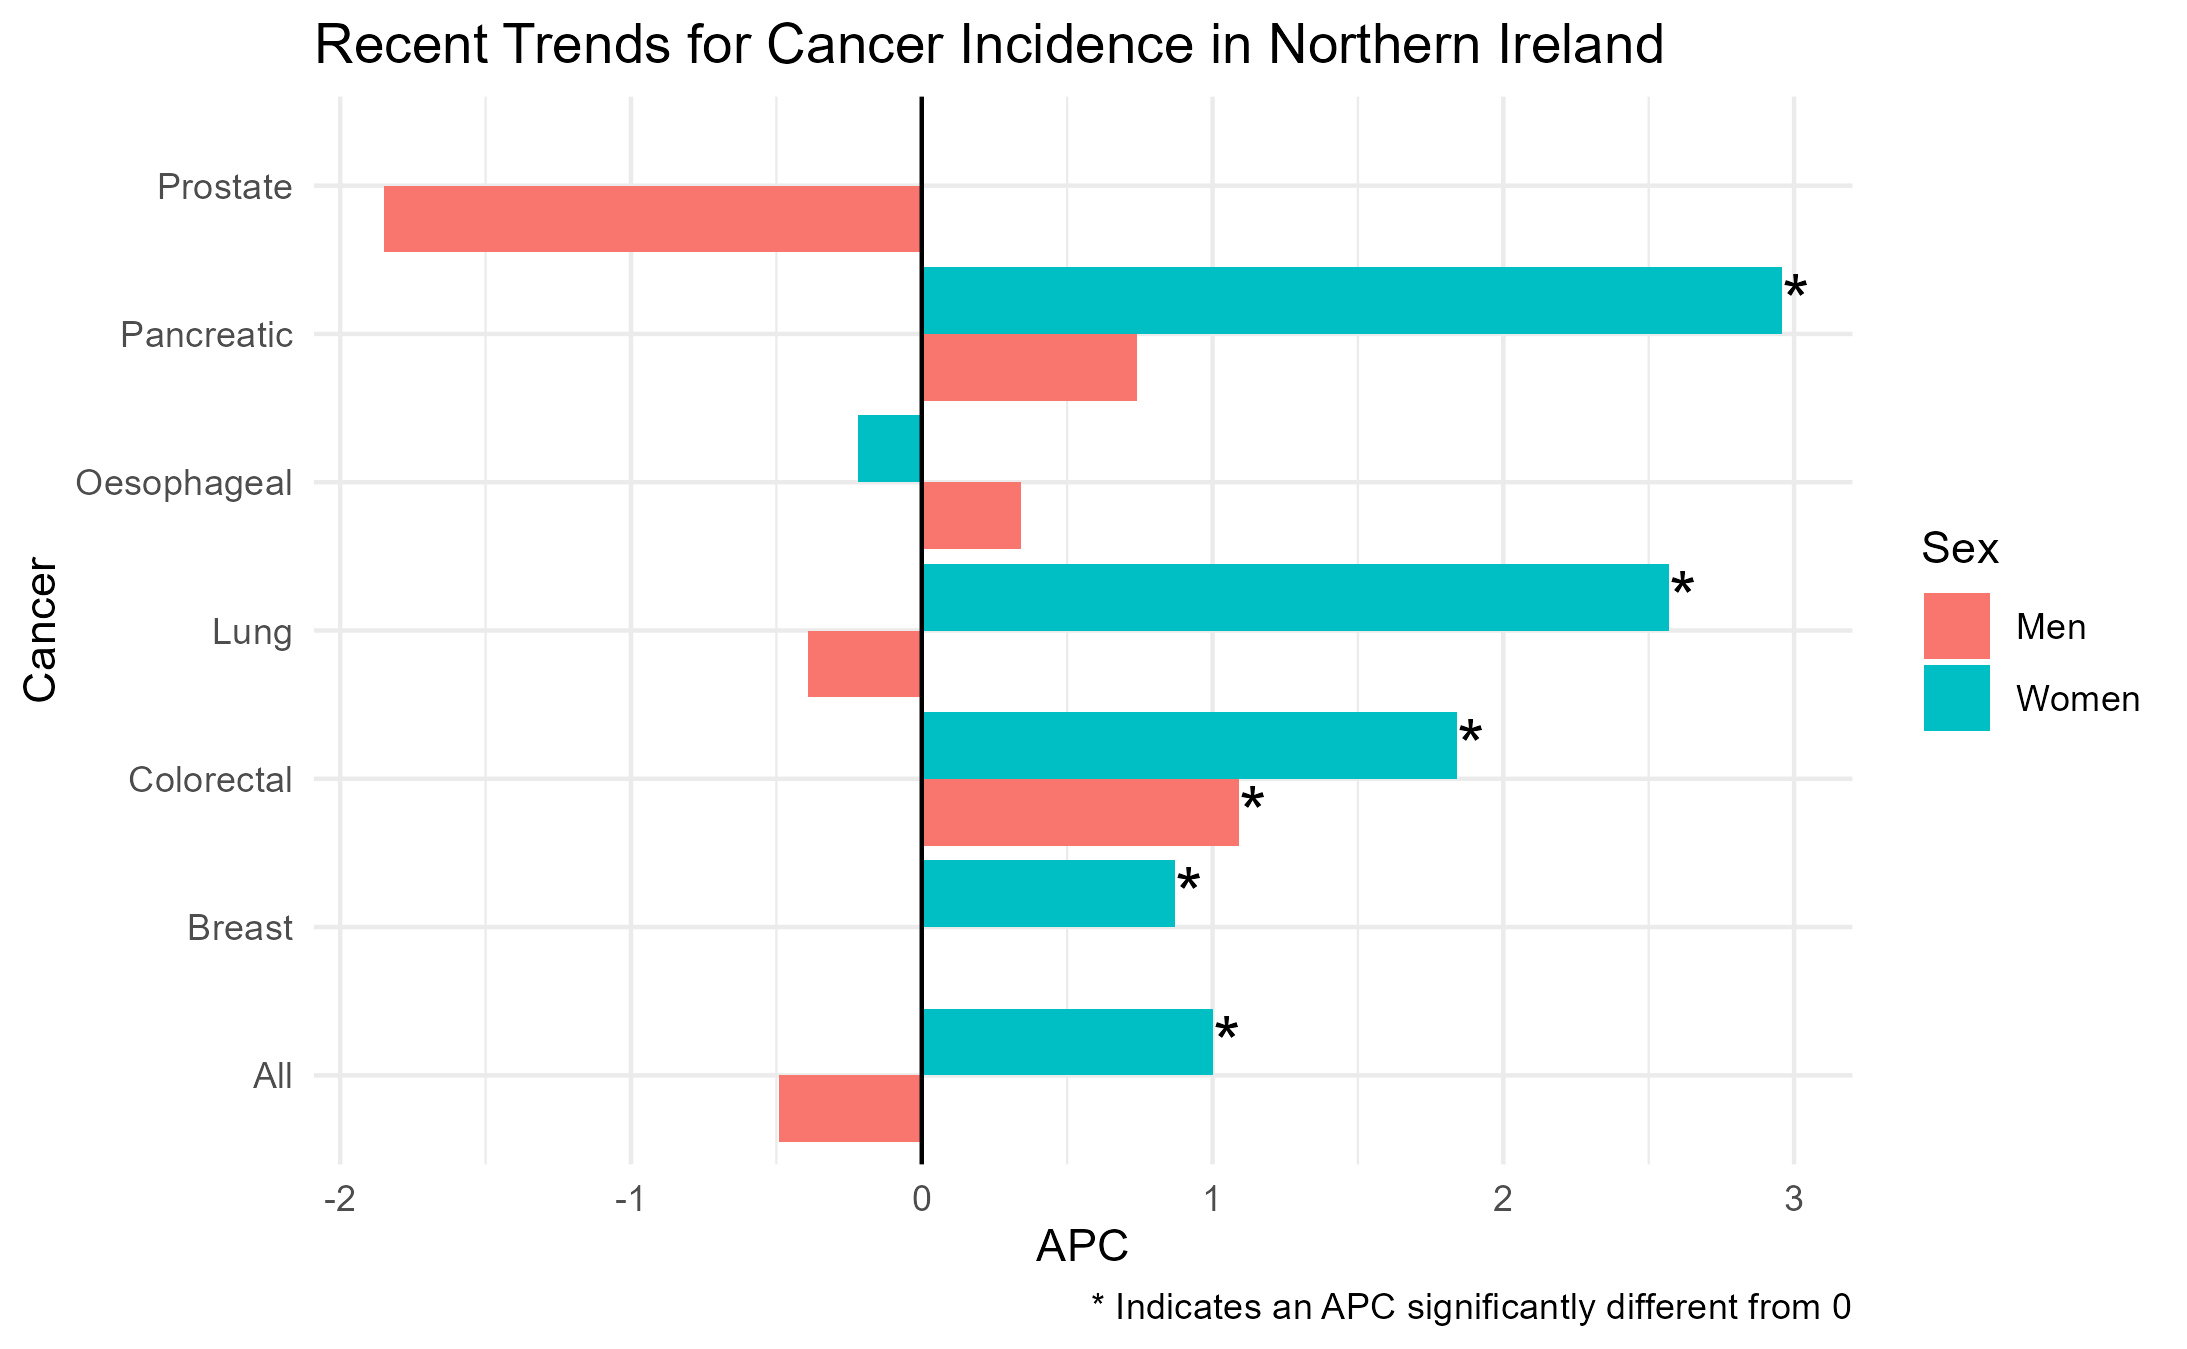 Recent Trends for Cancer Incidence in Northern Ireland
Prostate
Pancreatic
Oesophageal
Lung
Colorectal
Breast
All
Cancer
*
*
*
*
*
*
-2 -1 0 1 2 3
APC
* Indicates an APC significantly different from 0
Sex
Men
Women